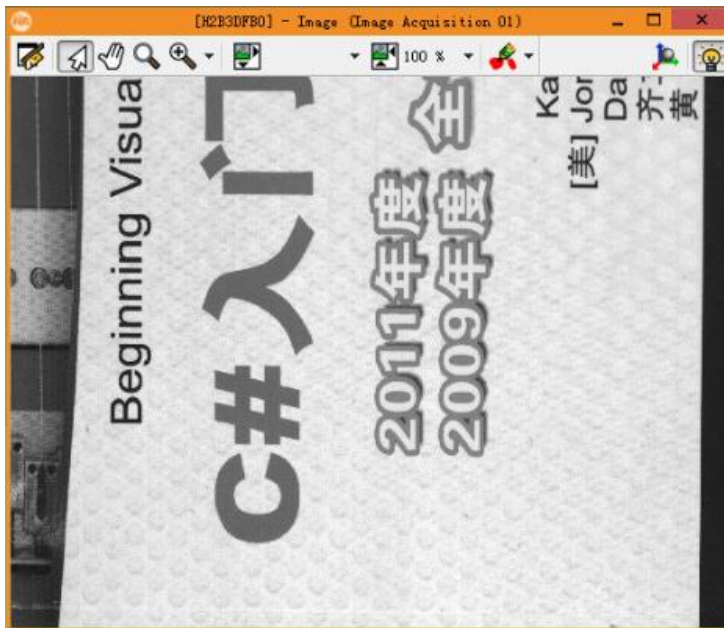 [H2B3DFB0] - Image (Image Acquisition 01)
100 %
Beginning Visua
C#入门
2011年度 全
2009年度
Ka
[美] Jor
Da
齐
黄